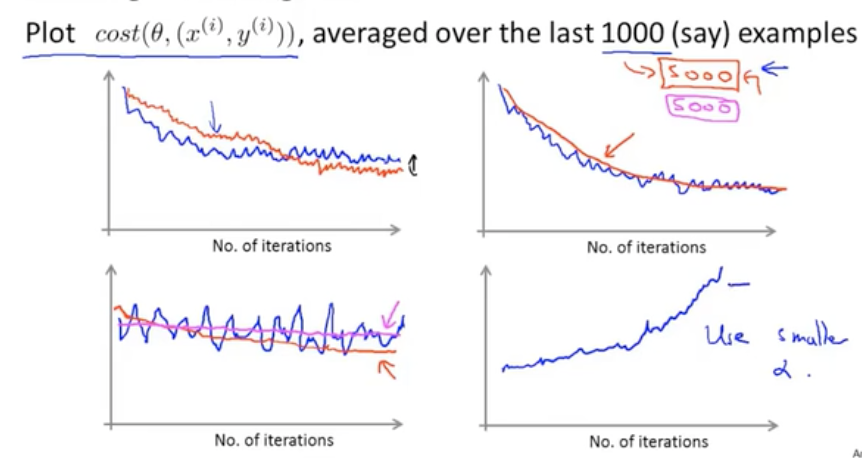 Plot cost(θ, (x⁽ⁱ⁾, y⁽ⁱ⁾)), averaged over the last 1000 (say) examples
5000
5000
No. of iterations
No. of iterations
Use smaller
α.
No. of iterations
No. of iterations